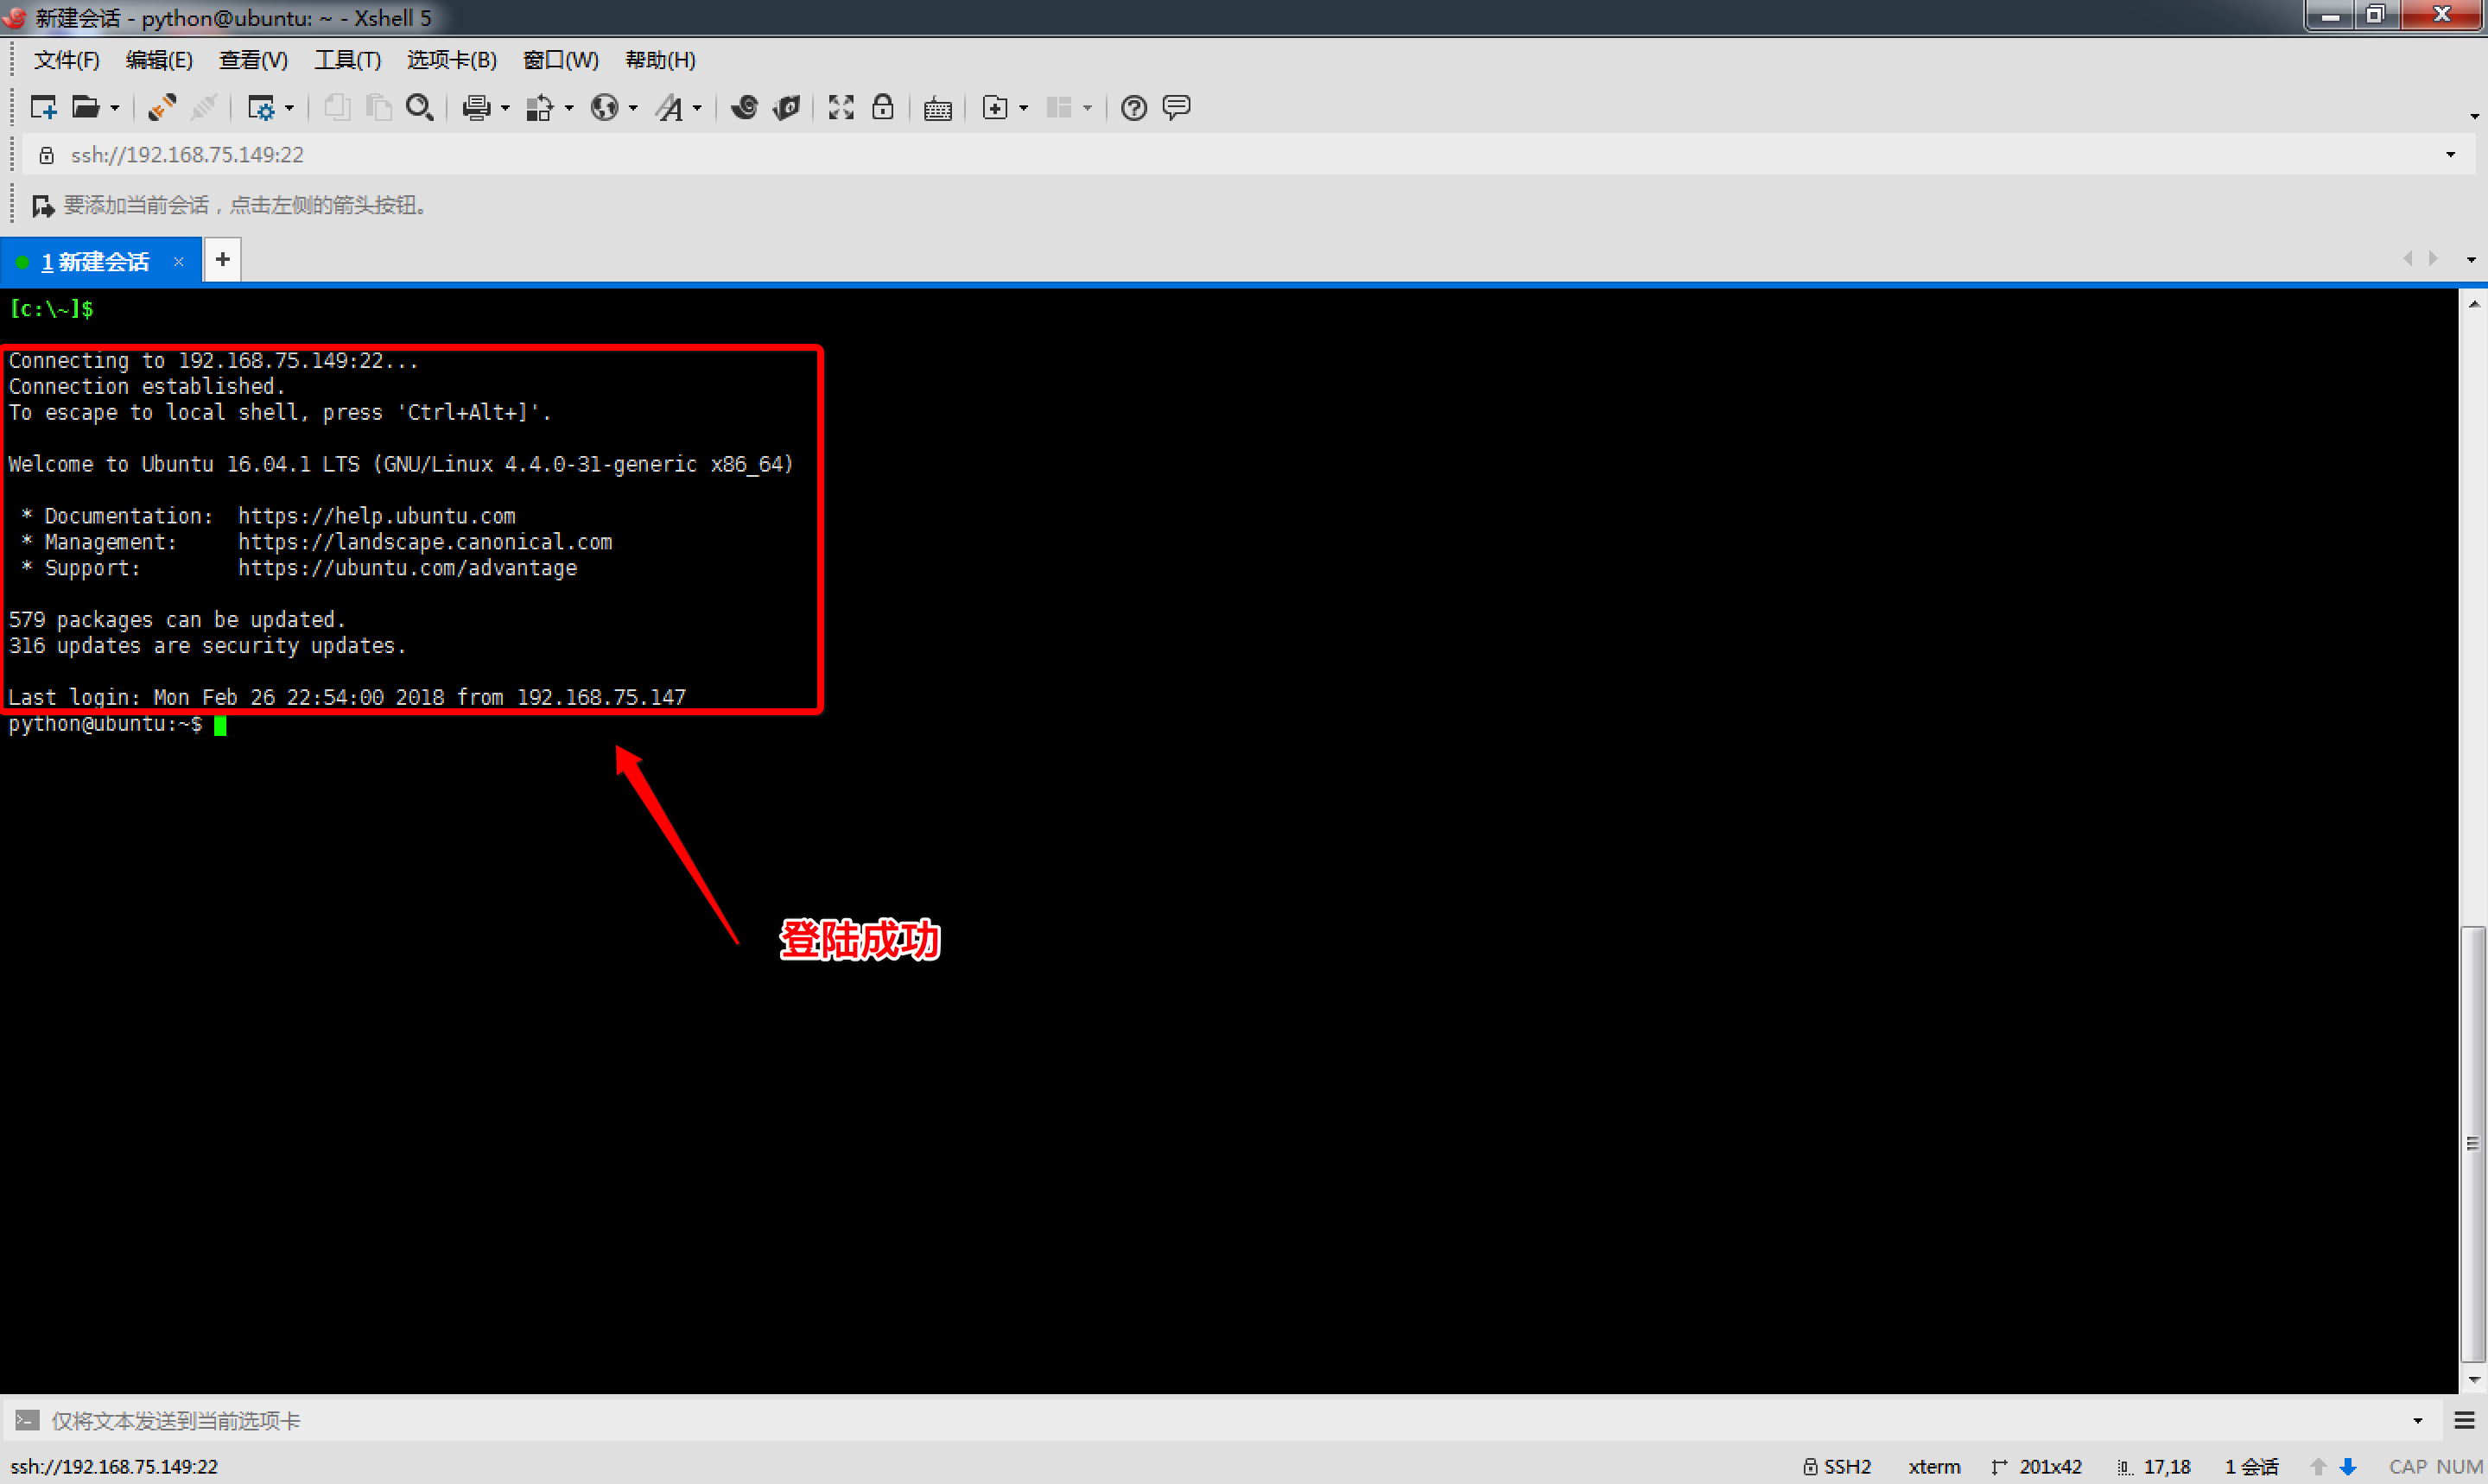 新建会话 - python@ubuntu: ~ - Xshell 5
文件(F) 编辑(E) 查看(V) 工具(T) 选项卡(B) 窗口(W) 帮助(H)
ssh://192.168.75.149:22
要添加当前会话，点击左侧的箭头按钮。
1 新建会话 × +
[c:\~]$
Connecting to 192.168.75.149:22...
Connection established.
To escape to local shell, press 'Ctrl+Alt+]'.
Welcome to Ubuntu 16.04.1 LTS (GNU/Linux 4.4.0-31-generic x86_64)
* Documentation:  https://help.ubuntu.com
* Management:     https://landscape.canonical.com
* Support:        https://ubuntu.com/advantage
579 packages can be updated.
316 updates are security updates.
Last login: Mon Feb 26 22:54:00 2018 from 192.168.75.147
python@ubuntu:~$
登陆成功
仅将文本发送到当前选项卡
ssh://192.168.75.149:22 SSH2 xterm 201x42 17,18 1 会话 CAP NUM